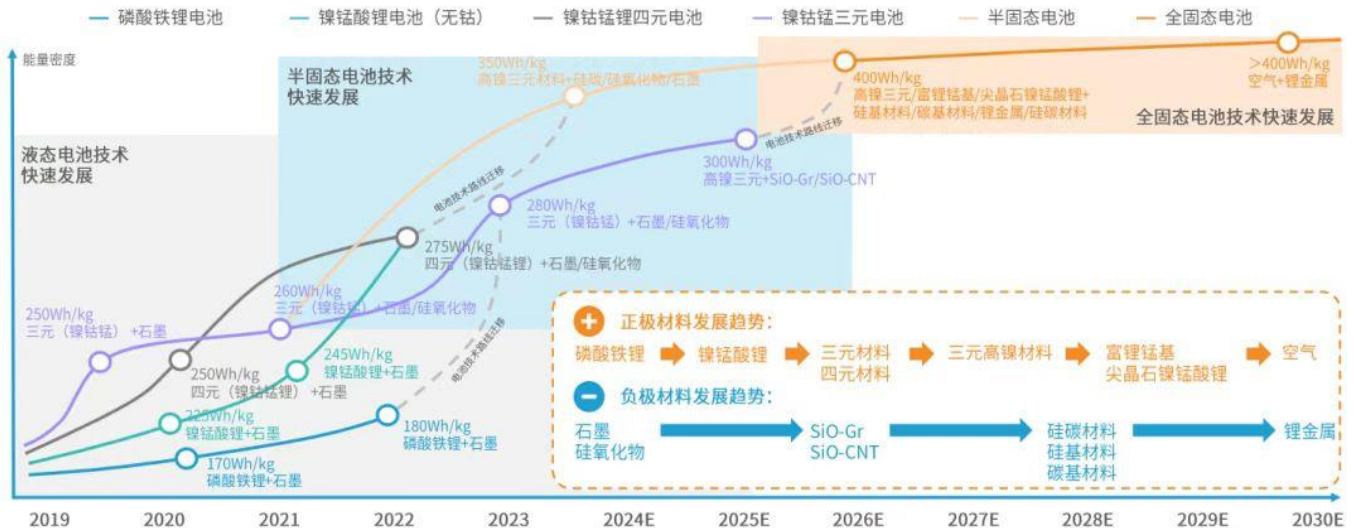 磷酸铁锂电池
镍锰酸锂电池（无钴）
镍钴锰锂四元电池
镍钴锰三元电池
半固态电池
全固态电池
能量密度
液态电池技术
快速发展
半固态电池技术
快速发展
350Wh/kg
高镍三元材料+硅碳/硅氧化物/石墨
400Wh/kg
高镍三元/富锂锰基/尖晶石镍锰酸锂+
硅基材料/碳基材料/锂金属/硅碳材料
>400Wh/kg
空气+锂金属
全固态电池技术快速发展
电池技术路线迁移
300Wh/kg
高镍三元+SiO-Gr/SiO-CNT
电池技术路线迁移
280Wh/kg
三元（镍钴锰）+石墨/硅氧化物
275Wh/kg
四元（镍钴锰锂）+石墨/硅氧化物
260Wh/kg
三元（镍钴锰）+石墨/硅氧化物
250Wh/kg
三元（镍钴锰）+石墨
250Wh/kg
四元（镍钴锰锂）+石墨
245Wh/kg
镍锰酸锂+石墨
电池技术路线迁移
225Wh/kg
镍锰酸锂+石墨
180Wh/kg
磷酸铁锂+石墨
170Wh/kg
磷酸铁锂+石墨
正极材料发展趋势：
磷酸铁锂
镍锰酸锂
三元材料
四元材料
三元高镍材料
富锂锰基
尖晶石镍锰酸锂
空气
负极材料发展趋势：
石墨
硅氧化物
SiO-Gr
SiO-CNT
硅碳材料
硅基材料
碳基材料
锂金属
2019
2020
2021
2022
2023
2024E
2025E
2026E
2027E
2028E
2029E
2030E